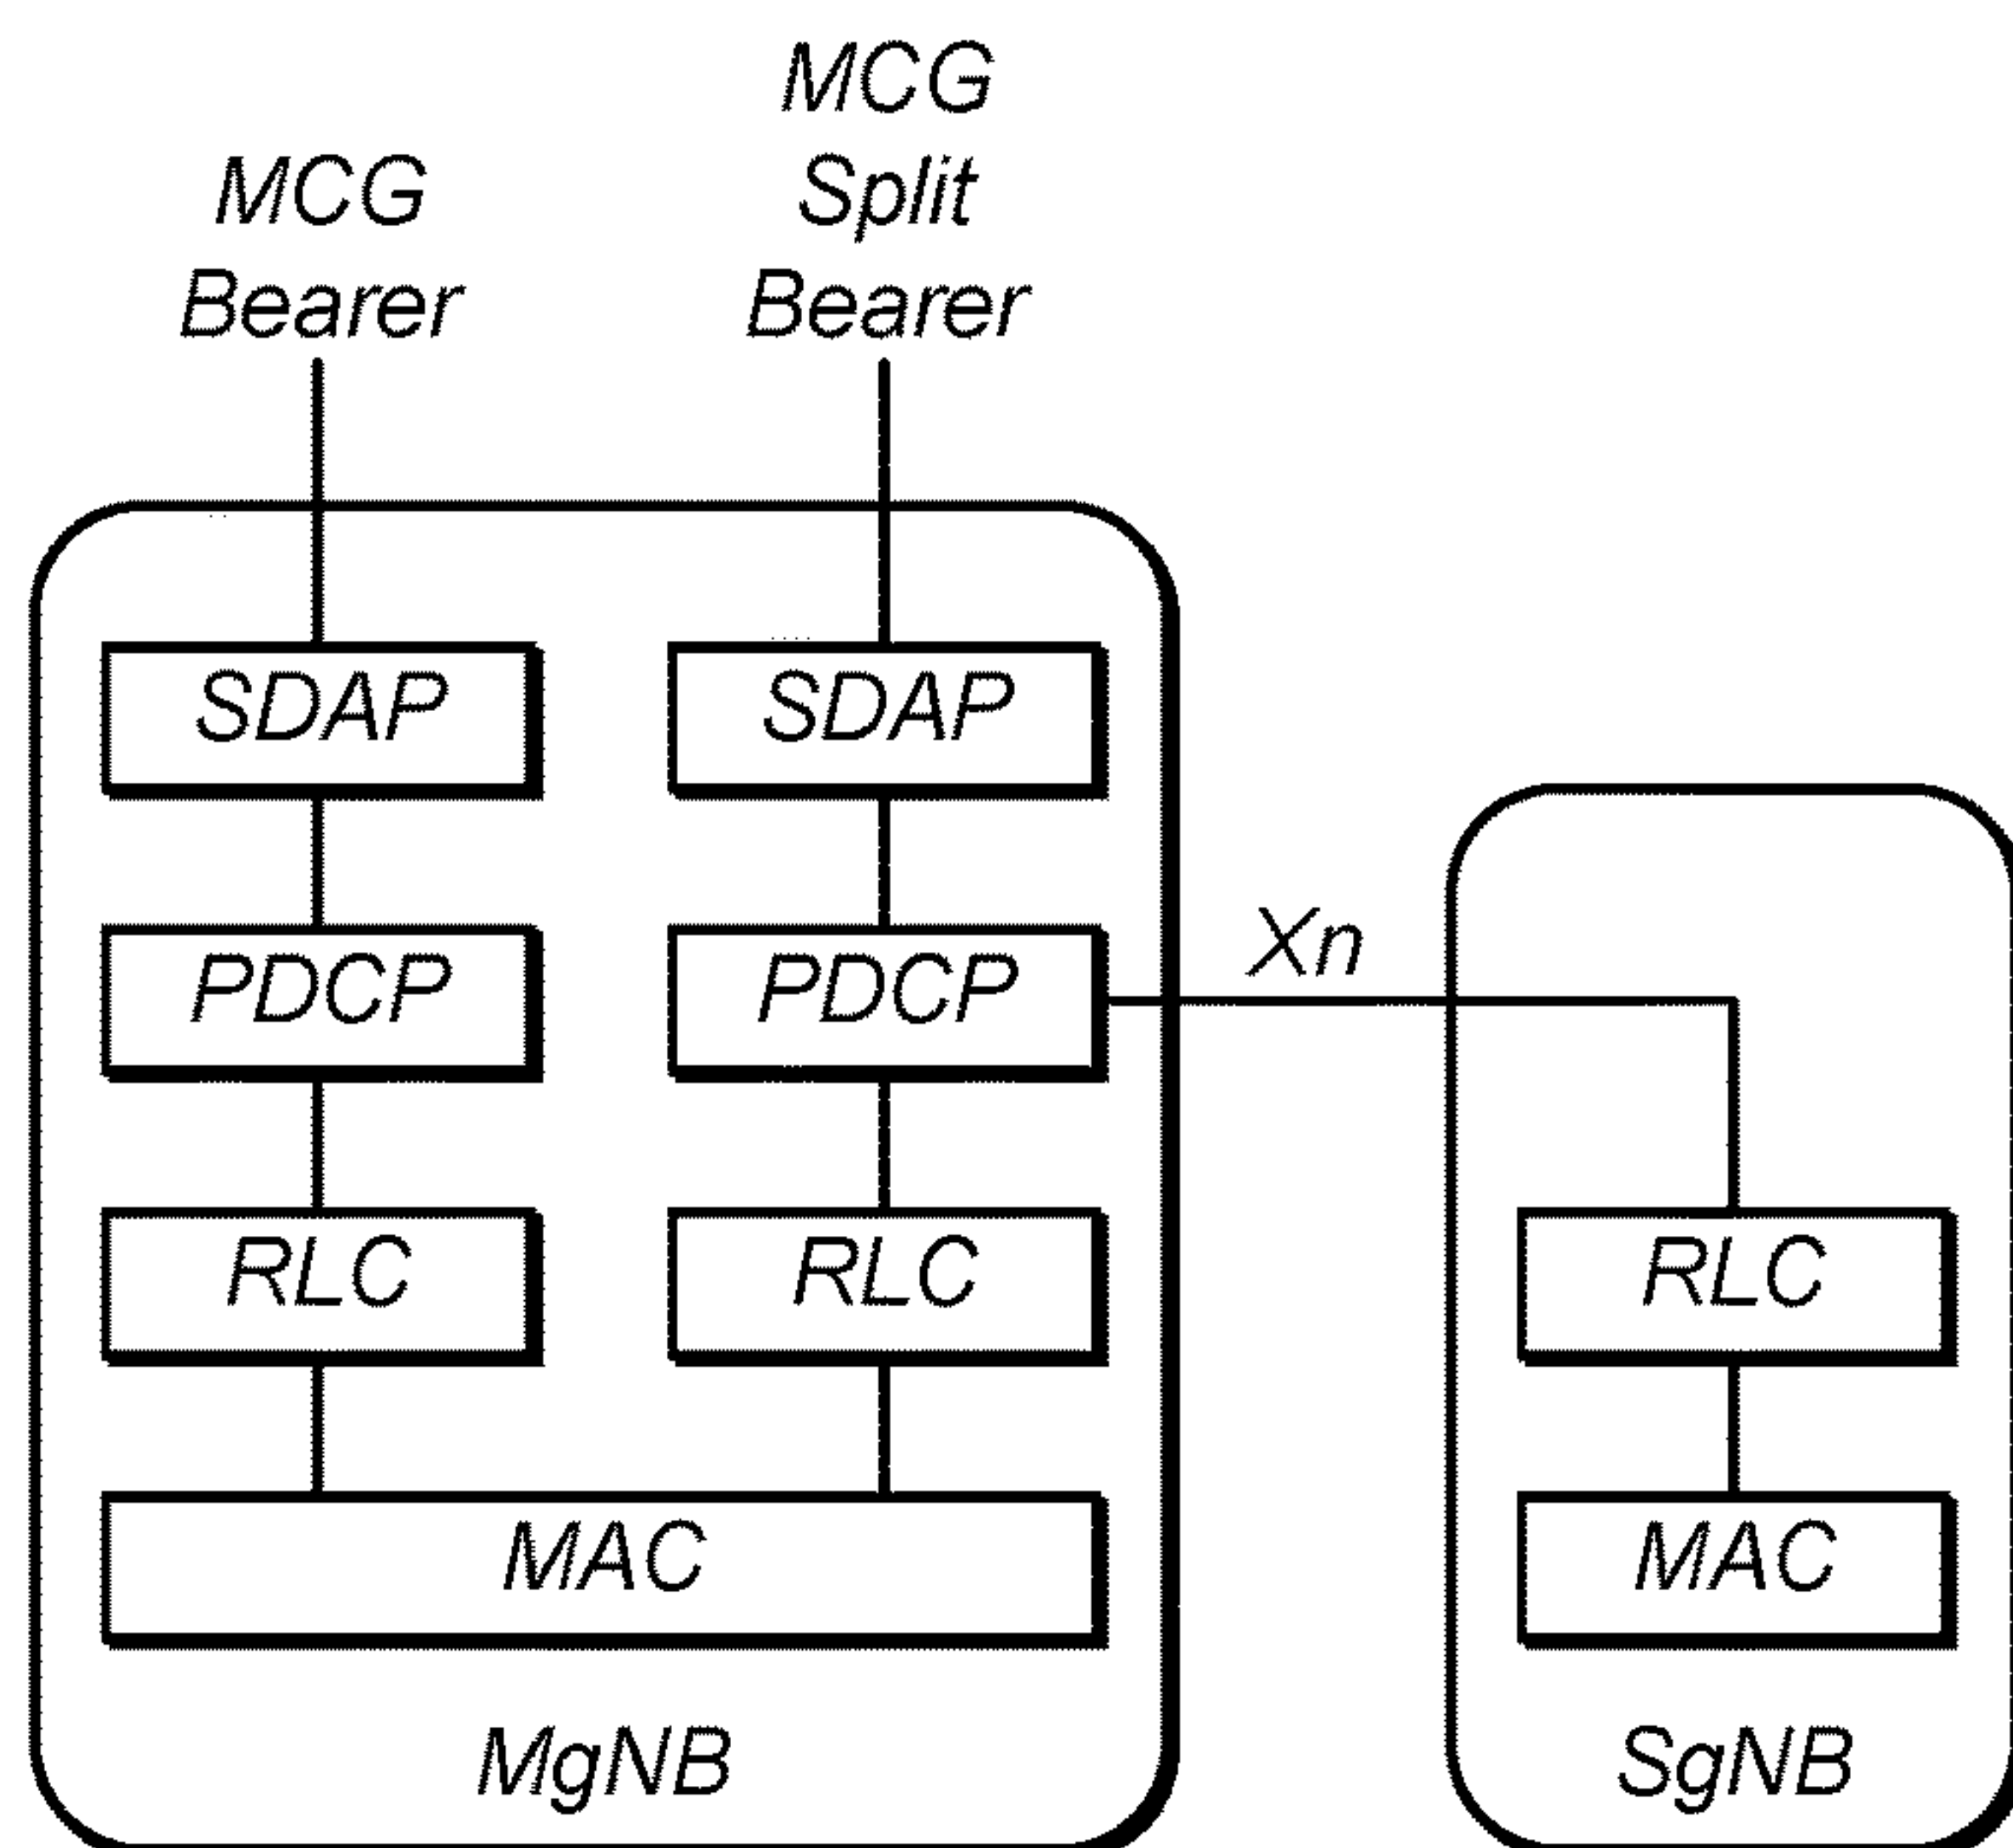 MCG
Bearer
MCG
Split
Bearer
SDAP
SDAP
PDCP
PDCP
Xn
RLC
RLC
RLC
MAC
MAC
MgNB
SgNB